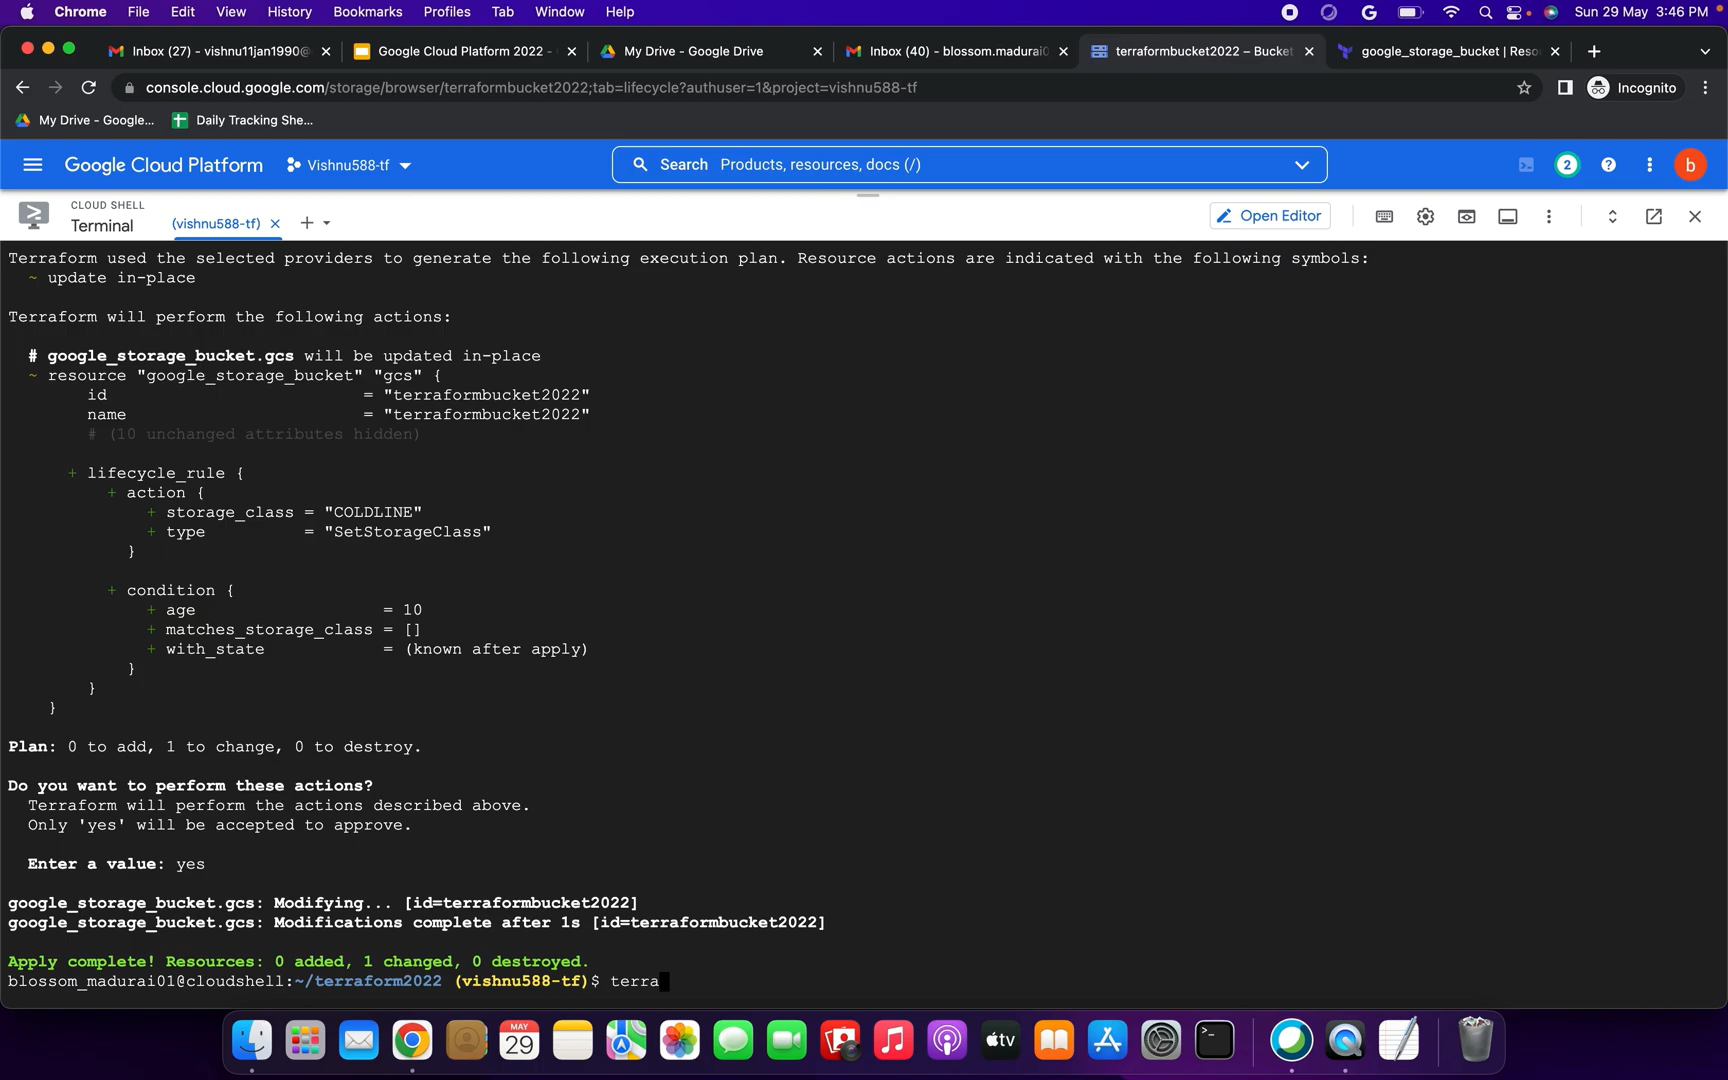 Chrome File Edit View History Bookmarks Profiles Tab Window Help Sun 29 May 3:46 PM
Inbox (27) - vishnu11jan1990@ Google Cloud Platform 2022 - My Drive - Google Drive Inbox (40) - blossom.madurai0 terraformbucket2022 – Bucket google_storage_bucket | Reso
console.cloud.google.com/storage/browser/terraformbucket2022;tab=lifecycle?authuser=1&project=vishnu588-tf Incognito
My Drive - Google... Daily Tracking She...
Google Cloud Platform Vishnu588-tf Search Products, resources, docs (/) 2 ? b
CLOUD SHELL
Terminal (vishnu588-tf) Open Editor
Terraform used the selected providers to generate the following execution plan. Resource actions are indicated with the following symbols:
~ update in-place
Terraform will perform the following actions:
# google_storage_bucket.gcs will be updated in-place
~ resource "google_storage_bucket" "gcs" {
id = "terraformbucket2022"
name = "terraformbucket2022"
# (10 unchanged attributes hidden)
+ lifecycle_rule {
+ action {
+ storage_class = "COLDLINE"
+ type = "SetStorageClass"
}
+ condition {
+ age = 10
+ matches_storage_class = []
+ with_state = (known after apply)
}
}
}
Plan: 0 to add, 1 to change, 0 to destroy.
Do you want to perform these actions?
Terraform will perform the actions described above.
Only 'yes' will be accepted to approve.
Enter a value: yes
google_storage_bucket.gcs: Modifying... [id=terraformbucket2022]
google_storage_bucket.gcs: Modifications complete after 1s [id=terraformbucket2022]
Apply complete! Resources: 0 added, 1 changed, 0 destroyed.
blossom_madurai01@cloudshell:~/terraform2022 (vishnu588-tf)$ terra
MAY
29
tv